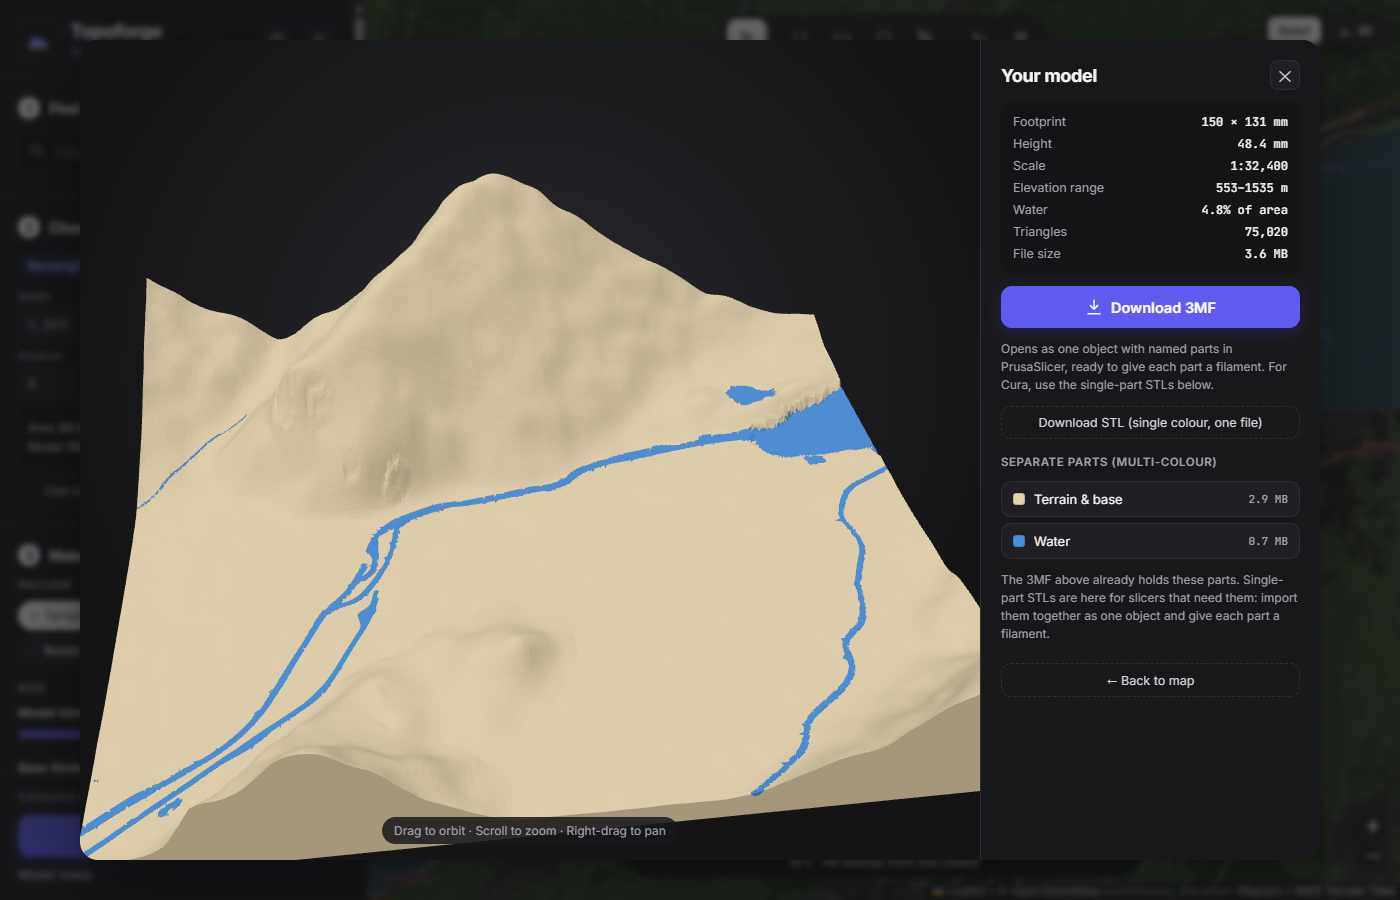 Topoforge
Your model
Footprint 150 × 131 mm
Height 48.4 mm
Scale 1:32,400
Elevation range 553–1535 m
Water 4.8% of area
Triangles 75,020
File size 3.6 MB
Download 3MF
Opens as one object with named parts in
PrusaSlicer, ready to give each part a filament. For
Cura, use the single-part STLs below.
Download STL (single colour, one file)
SEPARATE PARTS (MULTI-COLOUR)
Terrain & base 2.9 MB
Water 0.7 MB
The 3MF above already holds these parts. Single-
part STLs are here for slicers that need them: import
them together as one object and give each part a
filament.
← Back to map
Drag to orbit · Scroll to zoom · Right-drag to pan